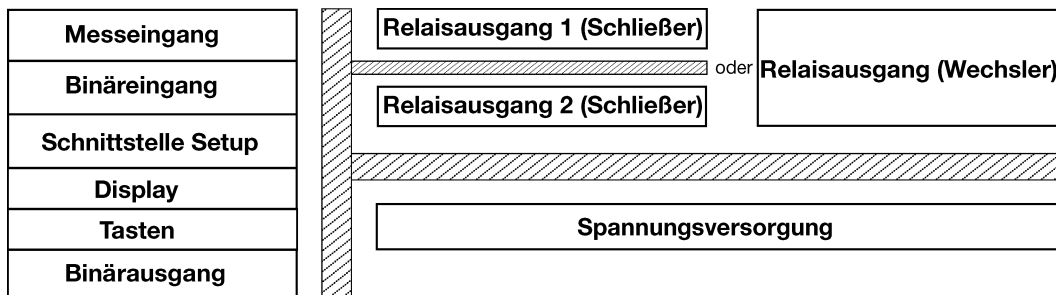 Messeingang
Binäreingang
Schnittstelle Setup
Display
Tasten
Binärausgang
Relaisausgang 1 (Schließer)
oder
Relaisausgang 2 (Schließer)
Relaisausgang (Wechsler)
Spannungsversorgung